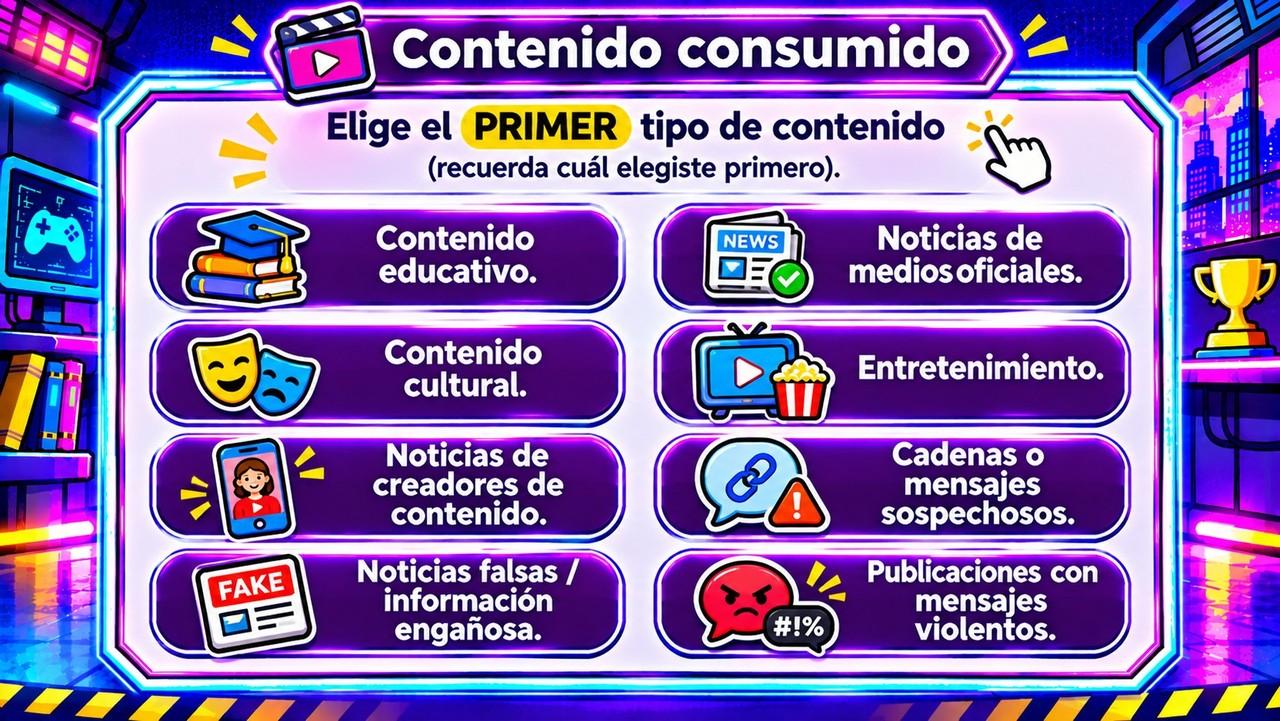 Contenido consumido
Elige el PRIMER tipo de contenido
(recuerda cuál elegiste primero).
Contenido
educativo.
NEWS
Noticias de
medios oficiales.
Contenido
cultural.
Entretenimiento.
Noticias de
creadores de
contenido.
Cadenas o
mensajes
sospechosos.
!
FAKE
Noticias falsas /
información
engañosa.
#!%
Publicaciones con
mensajes
violentos.